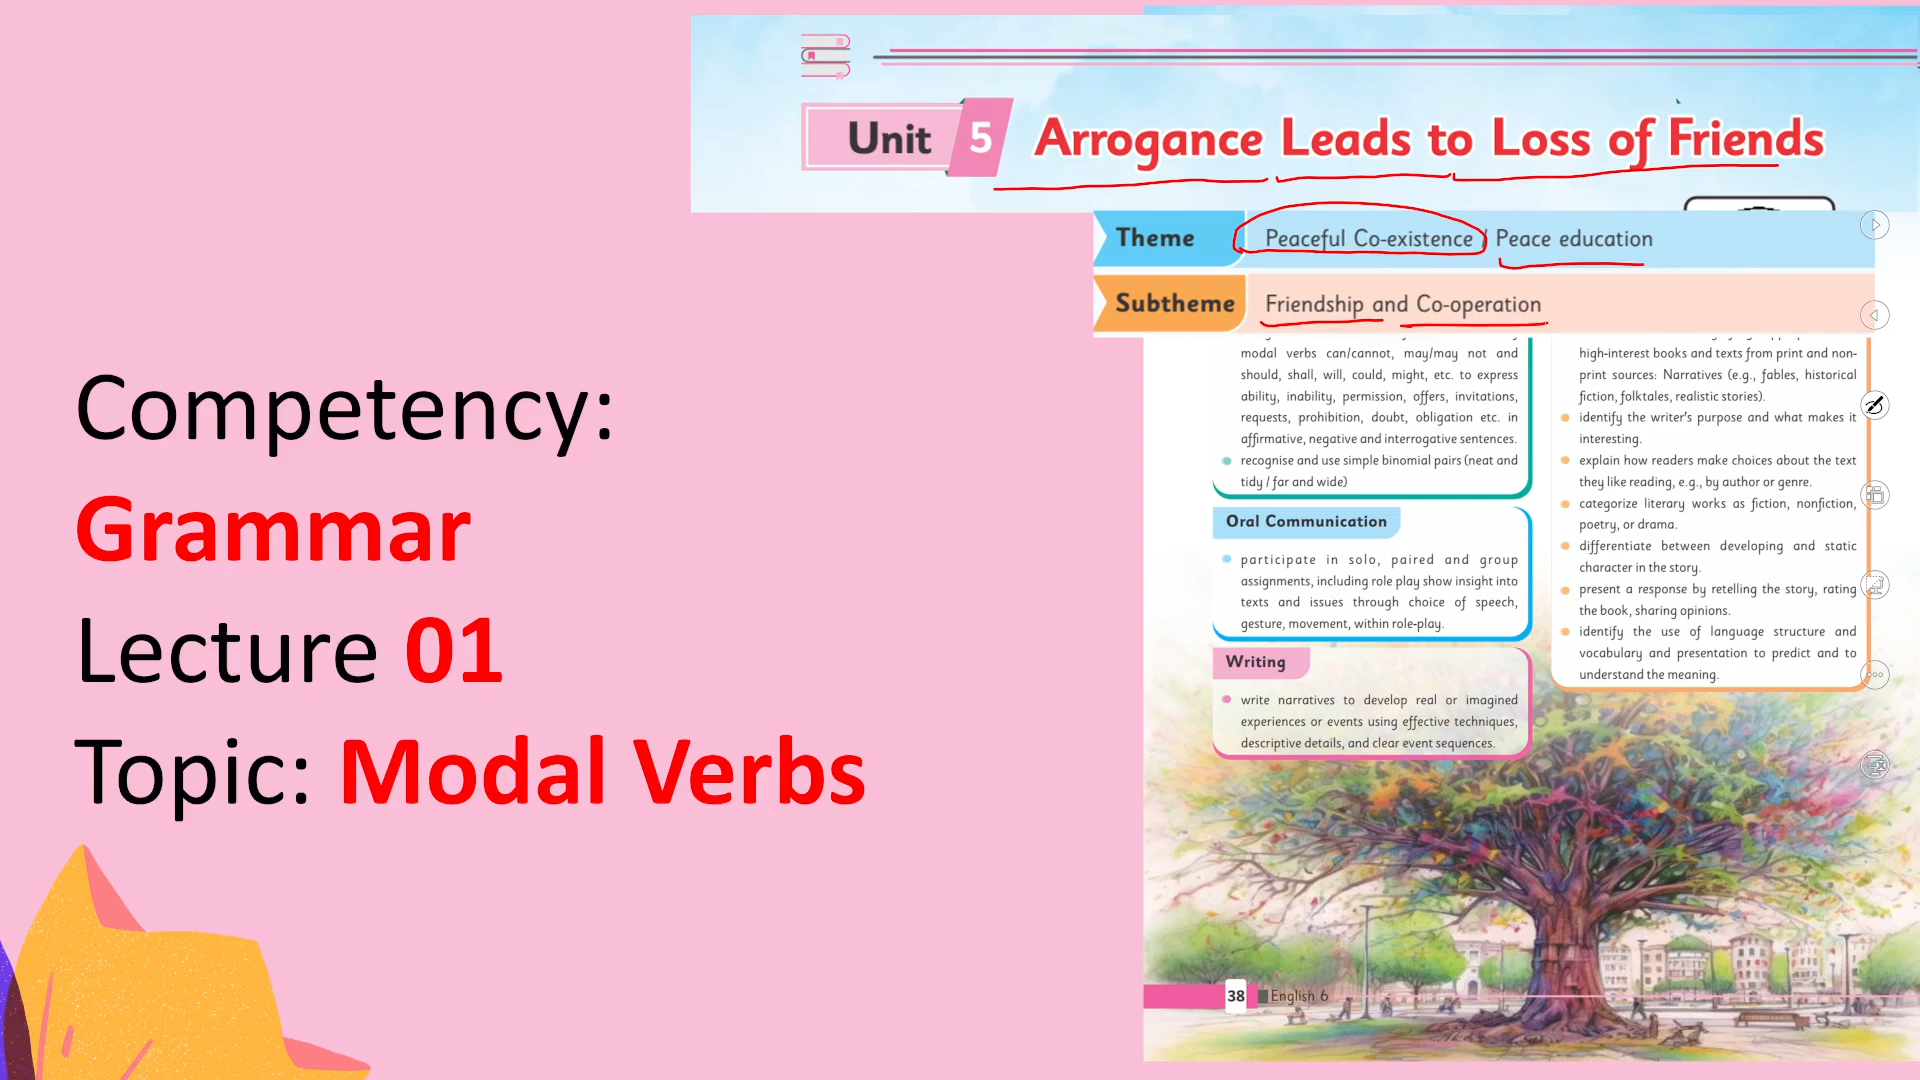 Unit 5 Arrogance Leads to Loss of Friends
Theme Peaceful Co-existence / Peace education
Subtheme Friendship and Co-operation
Competency:
Grammar
Lecture 01
Topic: Modal Verbs
modal verbs can/cannot, may/may not and
should, shall, will, could, might, etc. to express
ability, inability, permission, offers, invitations,
requests, prohibition, doubt, obligation etc. in
affirmative, negative and interrogative sentences.
recognise and use simple binomial pairs (neat and
tidy / far and wide)
Oral Communication
participate in solo, paired and group
assignments, including role play show insight into
texts and issues through choice of speech,
gesture, movement, within role-play.
Writing
write narratives to develop real or imagined
experiences or events using effective techniques,
descriptive details, and clear event sequences.
high-interest books and texts from print and non-
print sources: Narratives (e.g., fables, historical
fiction, folktales, realistic stories).
identify the writer's purpose and what makes it
interesting.
explain how readers make choices about the text
they like reading, e.g., by author or genre.
categorize literary works as fiction, nonfiction,
poetry, or drama.
differentiate between developing and static
character in the story.
present a response by retelling the story, rating
the book, sharing opinions.
identify the use of language structure and
vocabulary and presentation to predict and to
understand the meaning.
38 English 6